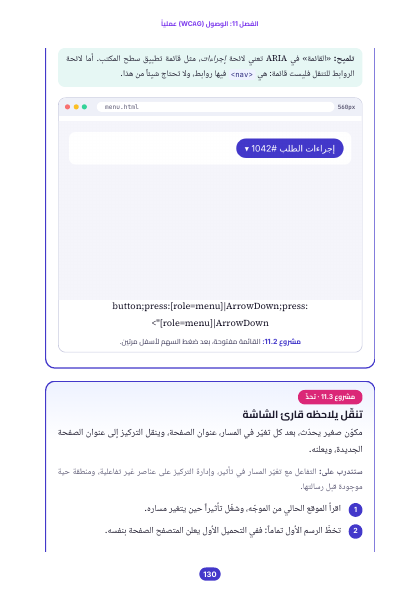 الفصل 11: الوصول (WCAG) عملياً
تلميح: «القائمة» في ARIA تعني لائحة إجراءات، مثل قائمة تطبيق سطح المكتب. أما لائحة
الروابط للتنقل فليست قائمة: هي <nav> فيها روابط، ولا تحتاج شيئاً من هذا.
menu.html 560px
إجراءات الطلب #1042 ▾
button;press:[role=menu]|ArrowDown;press:
<"[role=menu]|ArrowDown
مشروع 11.2: القائمة مفتوحة، بعد ضغط السهم لأسفل مرتين.
مشروع 11.3 · تحدٍّ
تنقّل يلاحظه قارئ الشاشة
مكوّن صغير يحدّث، بعد كل تغيّر في المسار، عنوان الصفحة، وينقل التركيز إلى عنوان الصفحة
الجديدة، ويعلنه.
ستتدرب على: التفاعل مع تغيّر المسار في تأثير، وإدارة التركيز على عناصر غير تفاعلية، ومنطقة حية
موجودة قبل رسالتها.
1 اقرأ الموقع الحالي من الموجّه، وشغّل تأثيراً حين يتغير مساره.
2 تخطَّ الرسم الأول تماماً: ففي التحميل الأول يعلن المتصفح الصفحة بنفسه.
130